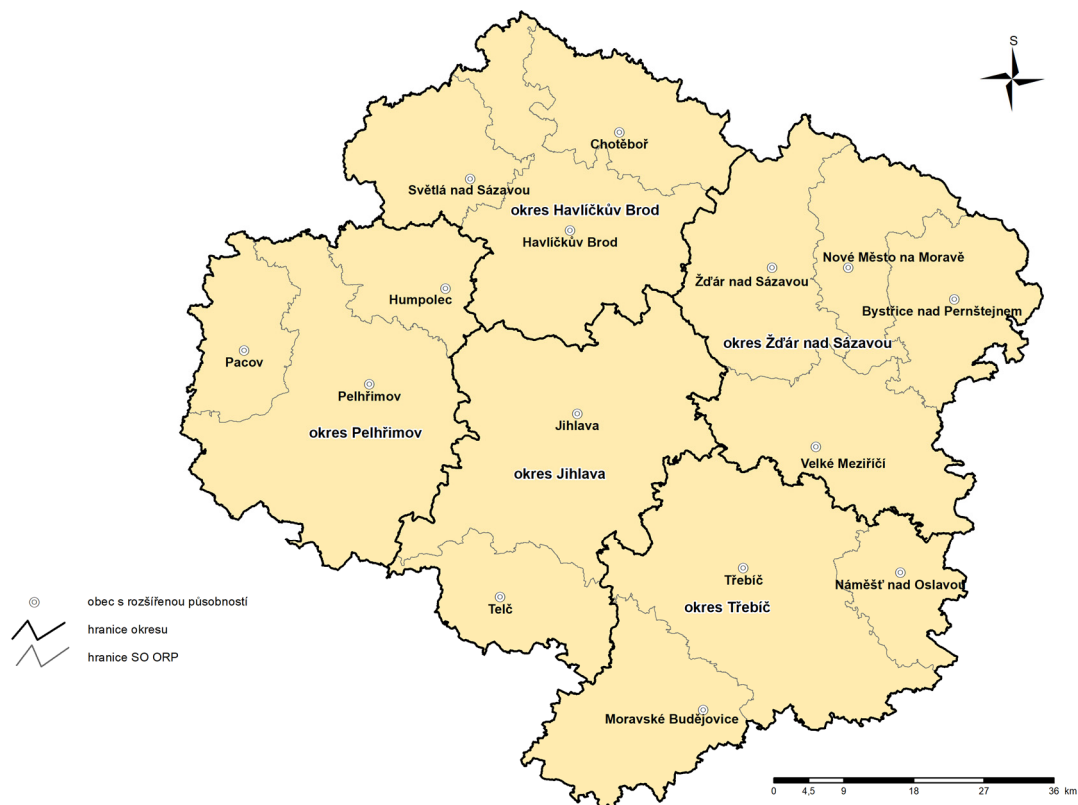 S
Chotěboř
Světlá nad Sázavou
okres Havlíčkův Brod
Havlíčkův Brod
Nové Město na Moravě
Žďár nad Sázavou
Humpolec
Bystřice nad Pernštejnem
okres Žďár nad Sázavou
Pacov
Pelhřimov
Jihlava
okres Pelhřimov
Velké Meziříčí
okres Jihlava
Třebíč
Náměšť nad Oslavou
okres Třebíč
Telč
Moravské Budějovice
obec s rozšířenou působností
hranice okresu
hranice SO ORP
0 4,5 9 18 27 36 km